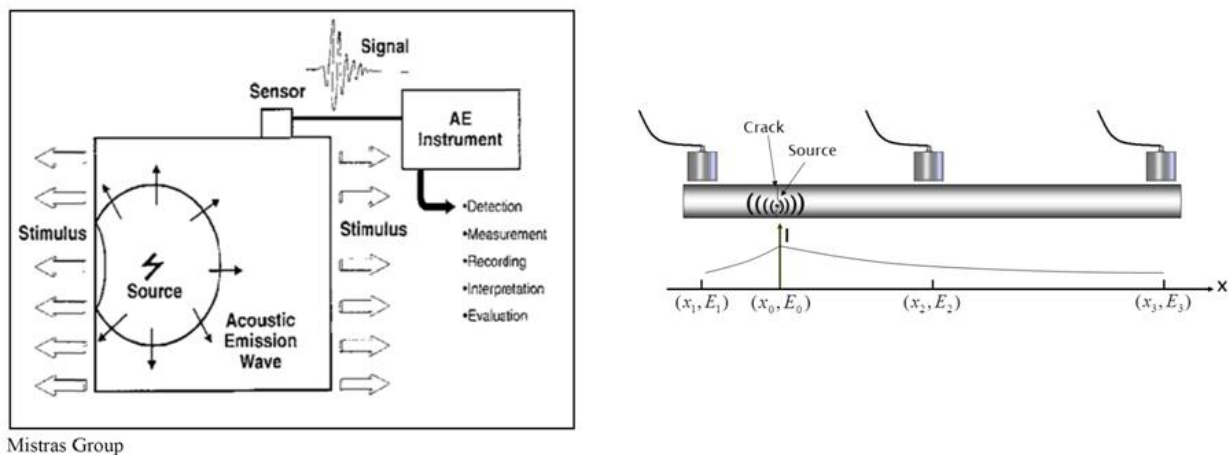 Signal
Sensor
AE
Instrument
Stimulus
Stimulus
•Detection
•Measurement
•Recording
•Interpretation
•Evaluation
Source
Acoustic
Emission
Wave
Mistras Group
Crack
Source
I
X
(x₁, E₁)
(x₀, E₀)
(x₂, E₂)
(x₃, E₃)